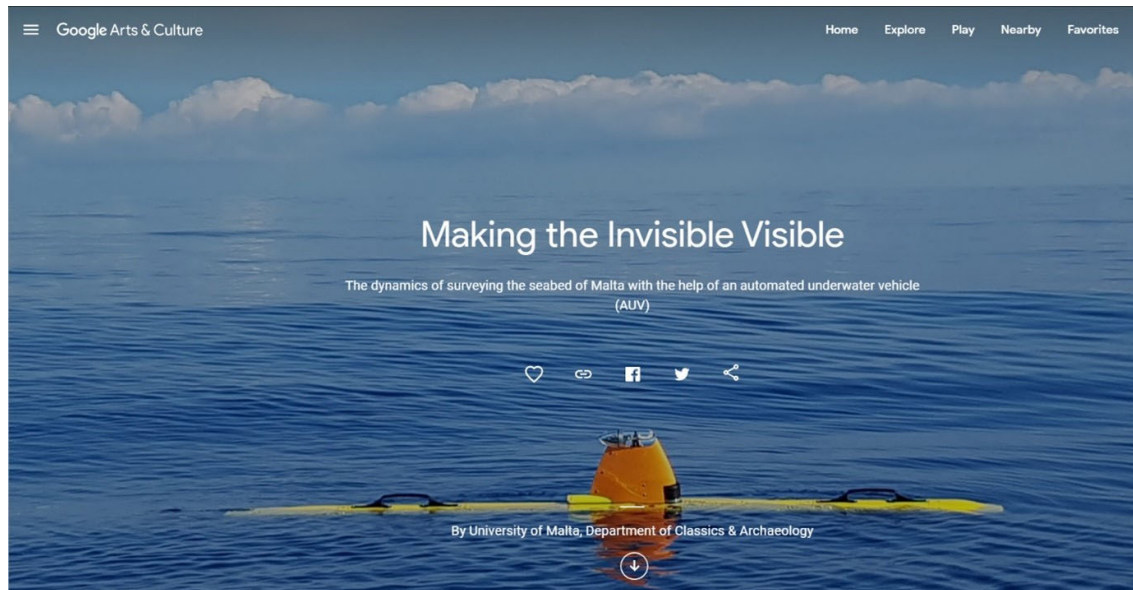 Google Arts & Culture
Home Explore Play Nearby Favorites
Making the Invisible Visible
The dynamics of surveying the seabed of Malta with the help of an automated underwater vehicle
(AUV)
By University of Malta, Department of Classics & Archaeology